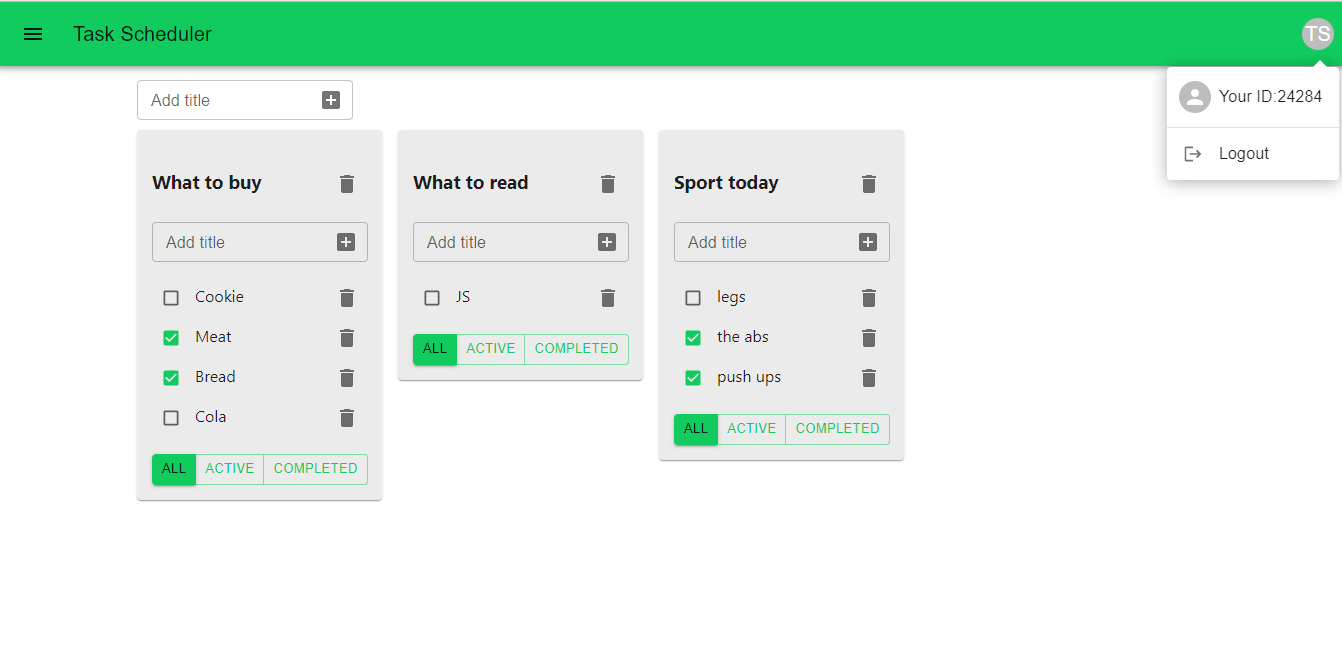 Task Scheduler
TS
Your ID:24284
Logout
Add title
What to buy
Add title
Cookie
Meat
Bread
Cola
ALL ACTIVE COMPLETED
What to read
Add title
JS
ALL ACTIVE COMPLETED
Sport today
Add title
legs
the abs
push ups
ALL ACTIVE COMPLETED